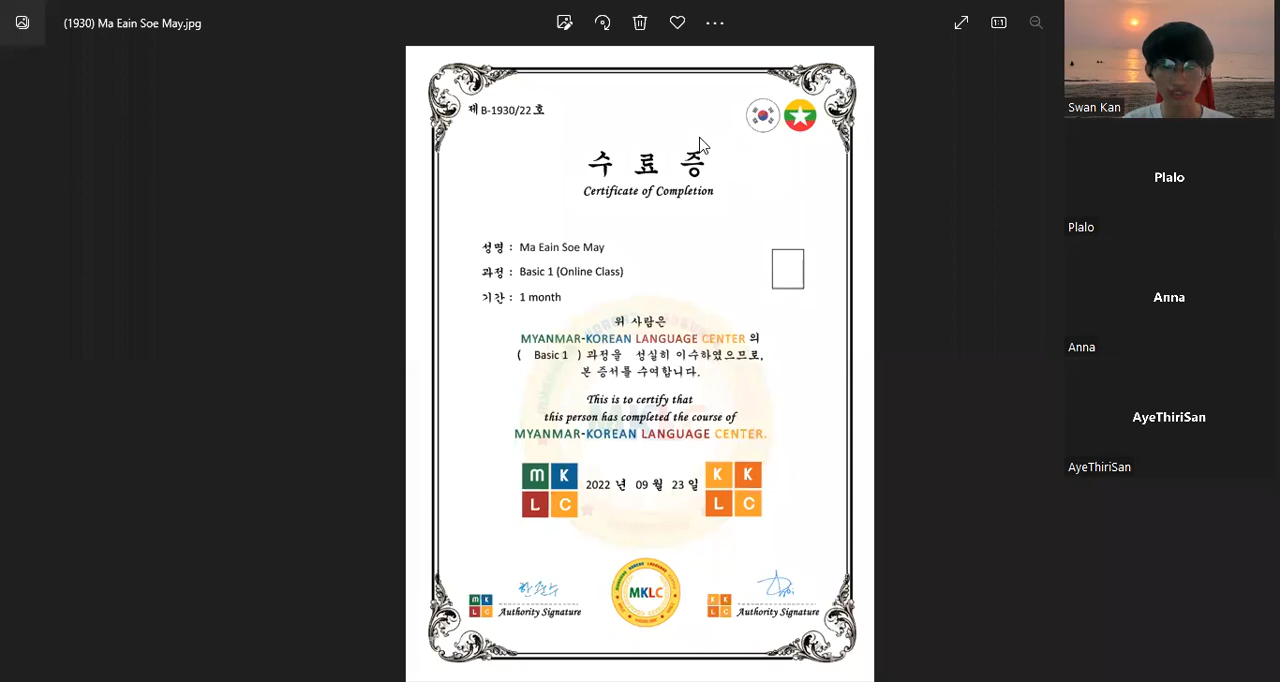 (1930) Ma Eain Soe May.jpg
제 B-1930/22 호
수 료 증
Certificate of Completion
성명 : Ma Eain Soe May
과정 : Basic 1 (Online Class)
기간 : 1 month
위 사람은
MYANMAR-KOREAN LANGUAGE CENTER 의
( Basic 1 ) 과정을 성실히 이수하였으므로,
본 증서를 수여합니다.
This is to certify that
this person has completed the course of
MYANMAR-KOREAN LANGUAGE CENTER.
M K
L C
2022 년 09 월 23 일
K K
L C
M K
L C
Authority Signature
MKLC
K K
L C
Authority Signature
Swan Kan
Plalo
Plalo
Anna
Anna
AyeThiriSan
AyeThiriSan